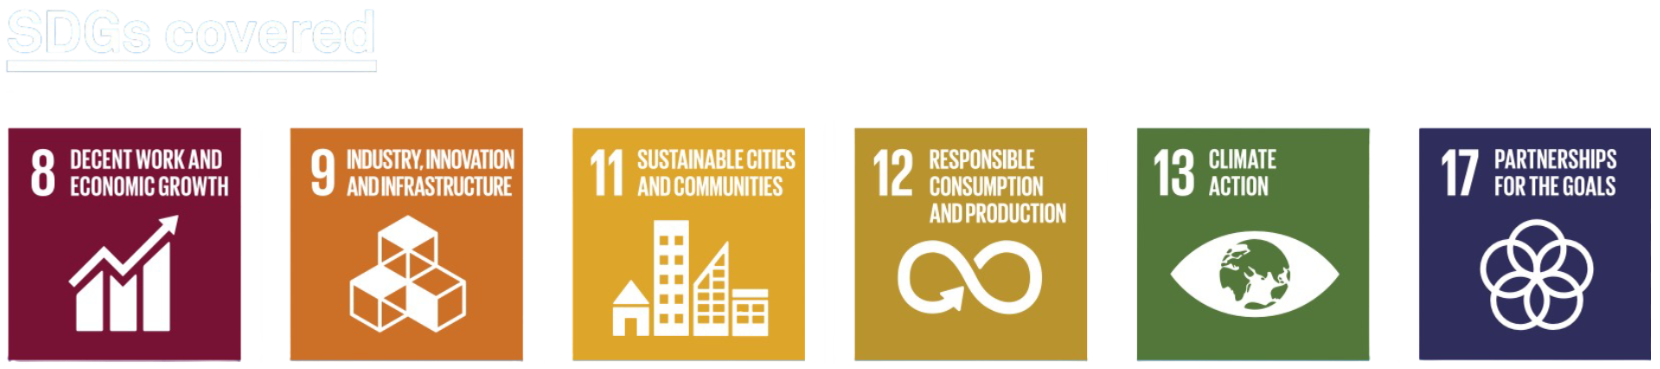 SDGs covered
8 DECENT WORK AND
ECONOMIC GROWTH
9 INDUSTRY, INNOVATION
AND INFRASTRUCTURE
11 SUSTAINABLE CITIES
AND COMMUNITIES
12 RESPONSIBLE
CONSUMPTION
AND PRODUCTION
13 CLIMATE
ACTION
17 PARTNERSHIPS
FOR THE GOALS